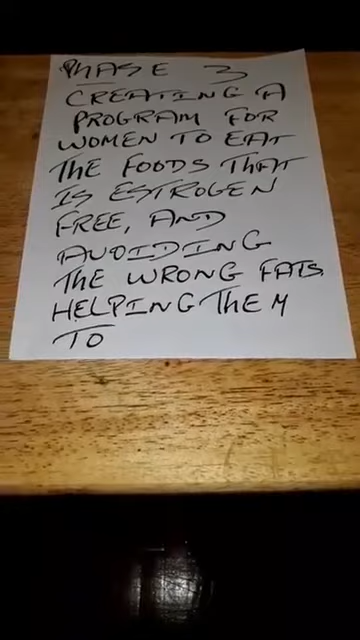 PHASE 3
CREATING A
PROGRAM FOR
WOMEN TO EAT
THE FOODS THAT
IS ESTROGEN
FREE, AND
AVOIDING
THE WRONG FATS
HELPING THEM
TO